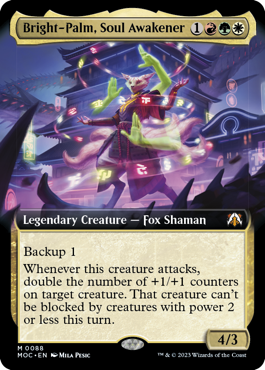 Bright-Palm, Soul Awakener 1
Legendary Creature — Fox Shaman
Backup 1
Whenever this creature attacks,
double the number of +1/+1 counters
on target creature. That creature can't
be blocked by creatures with power 2
or less this turn.
4/3
M 0088
MOC • EN MILA PESIC
™ & © 2023 Wizards of the Coast